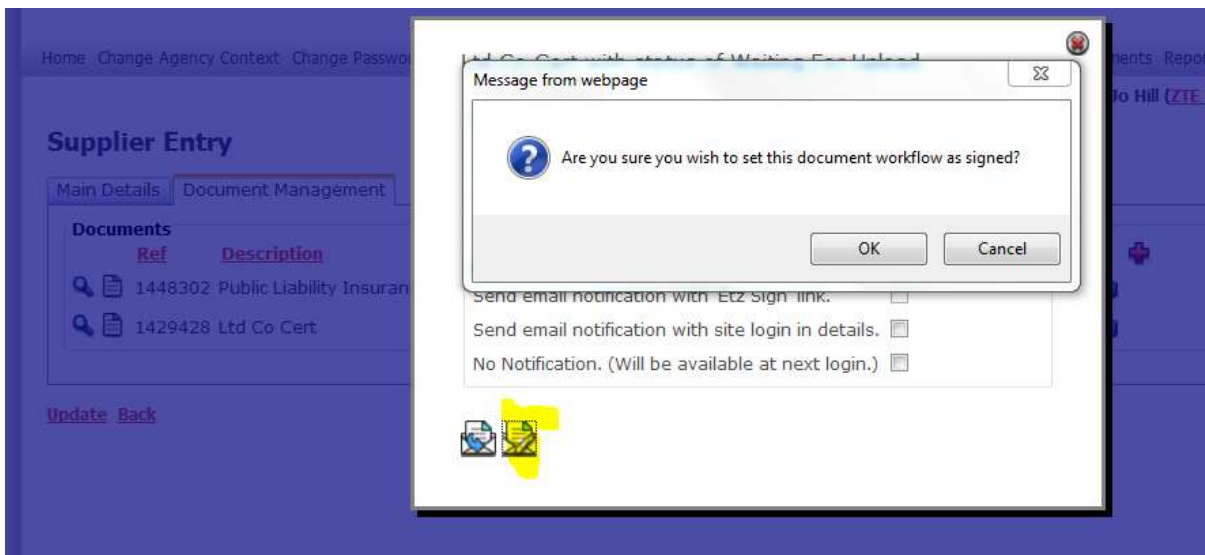 Home Change Agency Context Change Passwo
Ltd Co Cert with status of Waiting For Upload
ments Repor
Jo Hill (ZTE
Message from webpage
Are you sure you wish to set this document workflow as signed?
OK Cancel
Supplier Entry
Main Details Document Management
Documents
Ref Description
1448302 Public Liability Insuran
1429428 Ltd Co Cert
Send email notification with 'Etz Sign' link.
Send email notification with site login in details.
No Notification. (Will be available at next login.)
Update Back